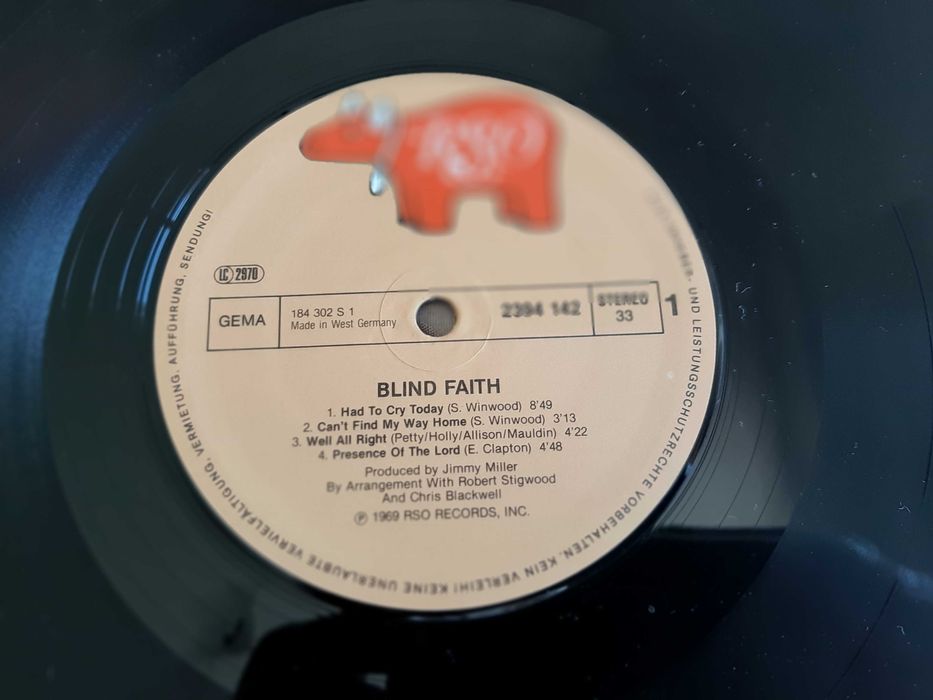 RSO
LC 2970
GEMA
184 302 S 1
Made in West Germany
2394 142
STEREO
33
1
BLIND FAITH
1. Had To Cry Today (S. Winwood) 8'49
2. Can't Find My Way Home (S. Winwood) 3'13
3. Well All Right (Petty/Holly/Allison/Mauldin) 4'22
4. Presence Of The Lord (E. Clapton) 4'48
Produced by Jimmy Miller
By Arrangement With Robert Stigwood
And Chris Blackwell
℗ 1969 RSO RECORDS, INC.
UND LEISTUNGSSCHUTZRECHTE VORBEHALTEN. KEIN VERLEIH! KEINE UNERLAUBTE VERVIELFÄLTIGUNG, VERMIETUNG, AUFFÜHRUNG, SENDUNG!